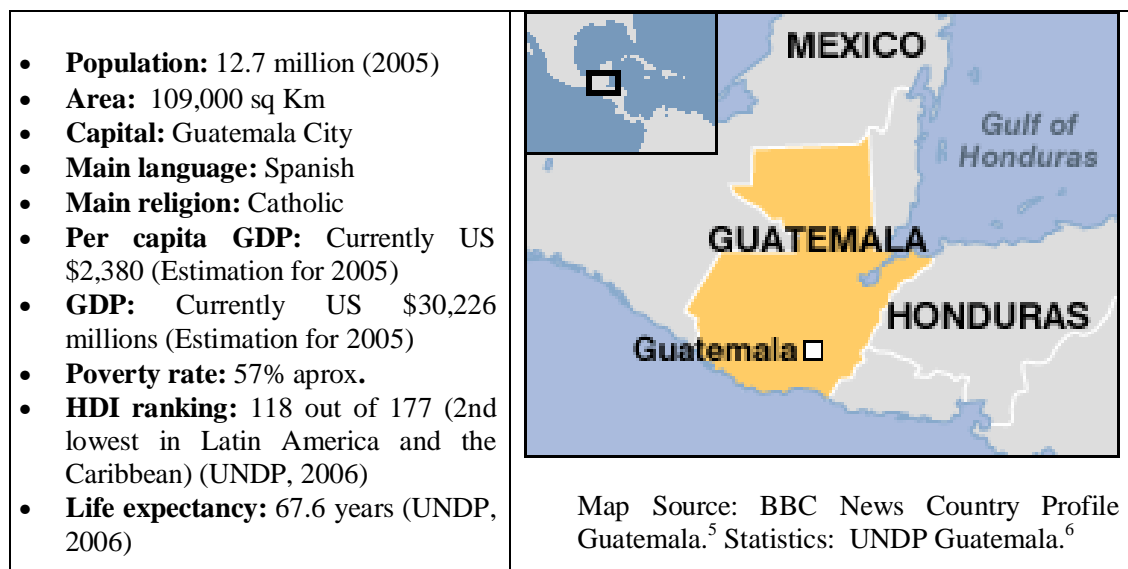 • Population: 12.7 million (2005)
• Area: 109,000 sq Km
• Capital: Guatemala City
• Main language: Spanish
• Main religion: Catholic
• Per capita GDP: Currently US
$2,380 (Estimation for 2005)
• GDP: Currently US $30,226
millions (Estimation for 2005)
• Poverty rate: 57% aprox.
• HDI ranking: 118 out of 177 (2nd
lowest in Latin America and the
Caribbean) (UNDP, 2006)
• Life expectancy: 67.6 years (UNDP,
2006)
MEXICO
Gulf of
Honduras
GUATEMALA
HONDURAS
Guatemala
Map Source: BBC News Country Profile
Guatemala.5 Statistics: UNDP Guatemala.6